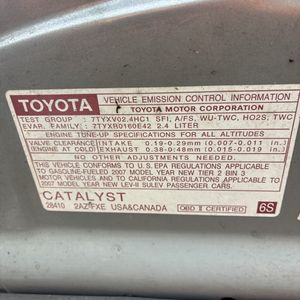 TOYOTA VEHICLE EMISSION CONTROL INFORMATION
TOYOTA MOTOR CORPORATION
TEST GROUP : 7TYXV02.4HC1 SFI, A/FS, WU-TWC, HO2S, TWC
EVAP. FAMILY : 7TYXR0160E42 2.4 LITER
ENGINE TUNE-UP SPECIFICATIONS FOR ALL ALTITUDES
VALVE CLEARANCE INTAKE 0.19-0.29mm (0.007-0.011 in.)
(ENGINE AT COLD) EXHAUST 0.38-0.48mm (0.015-0.019 in.)
THIS VEHICLE CONFORMS TO U.S. EPA REGULATIONS APPLICABLE
TO GASOLINE-FUELED 2007 MODEL YEAR NEW TIER 2 BIN 3
MOTOR VEHICLES AND TO CALIFORNIA REGULATIONS APPLICABLE TO
2007 MODEL YEAR NEW LEV-II SULEV PASSENGER CARS.
CATALYST
28410 2AZ-FXE USA&CANADA OBD II CERTIFIED 6S